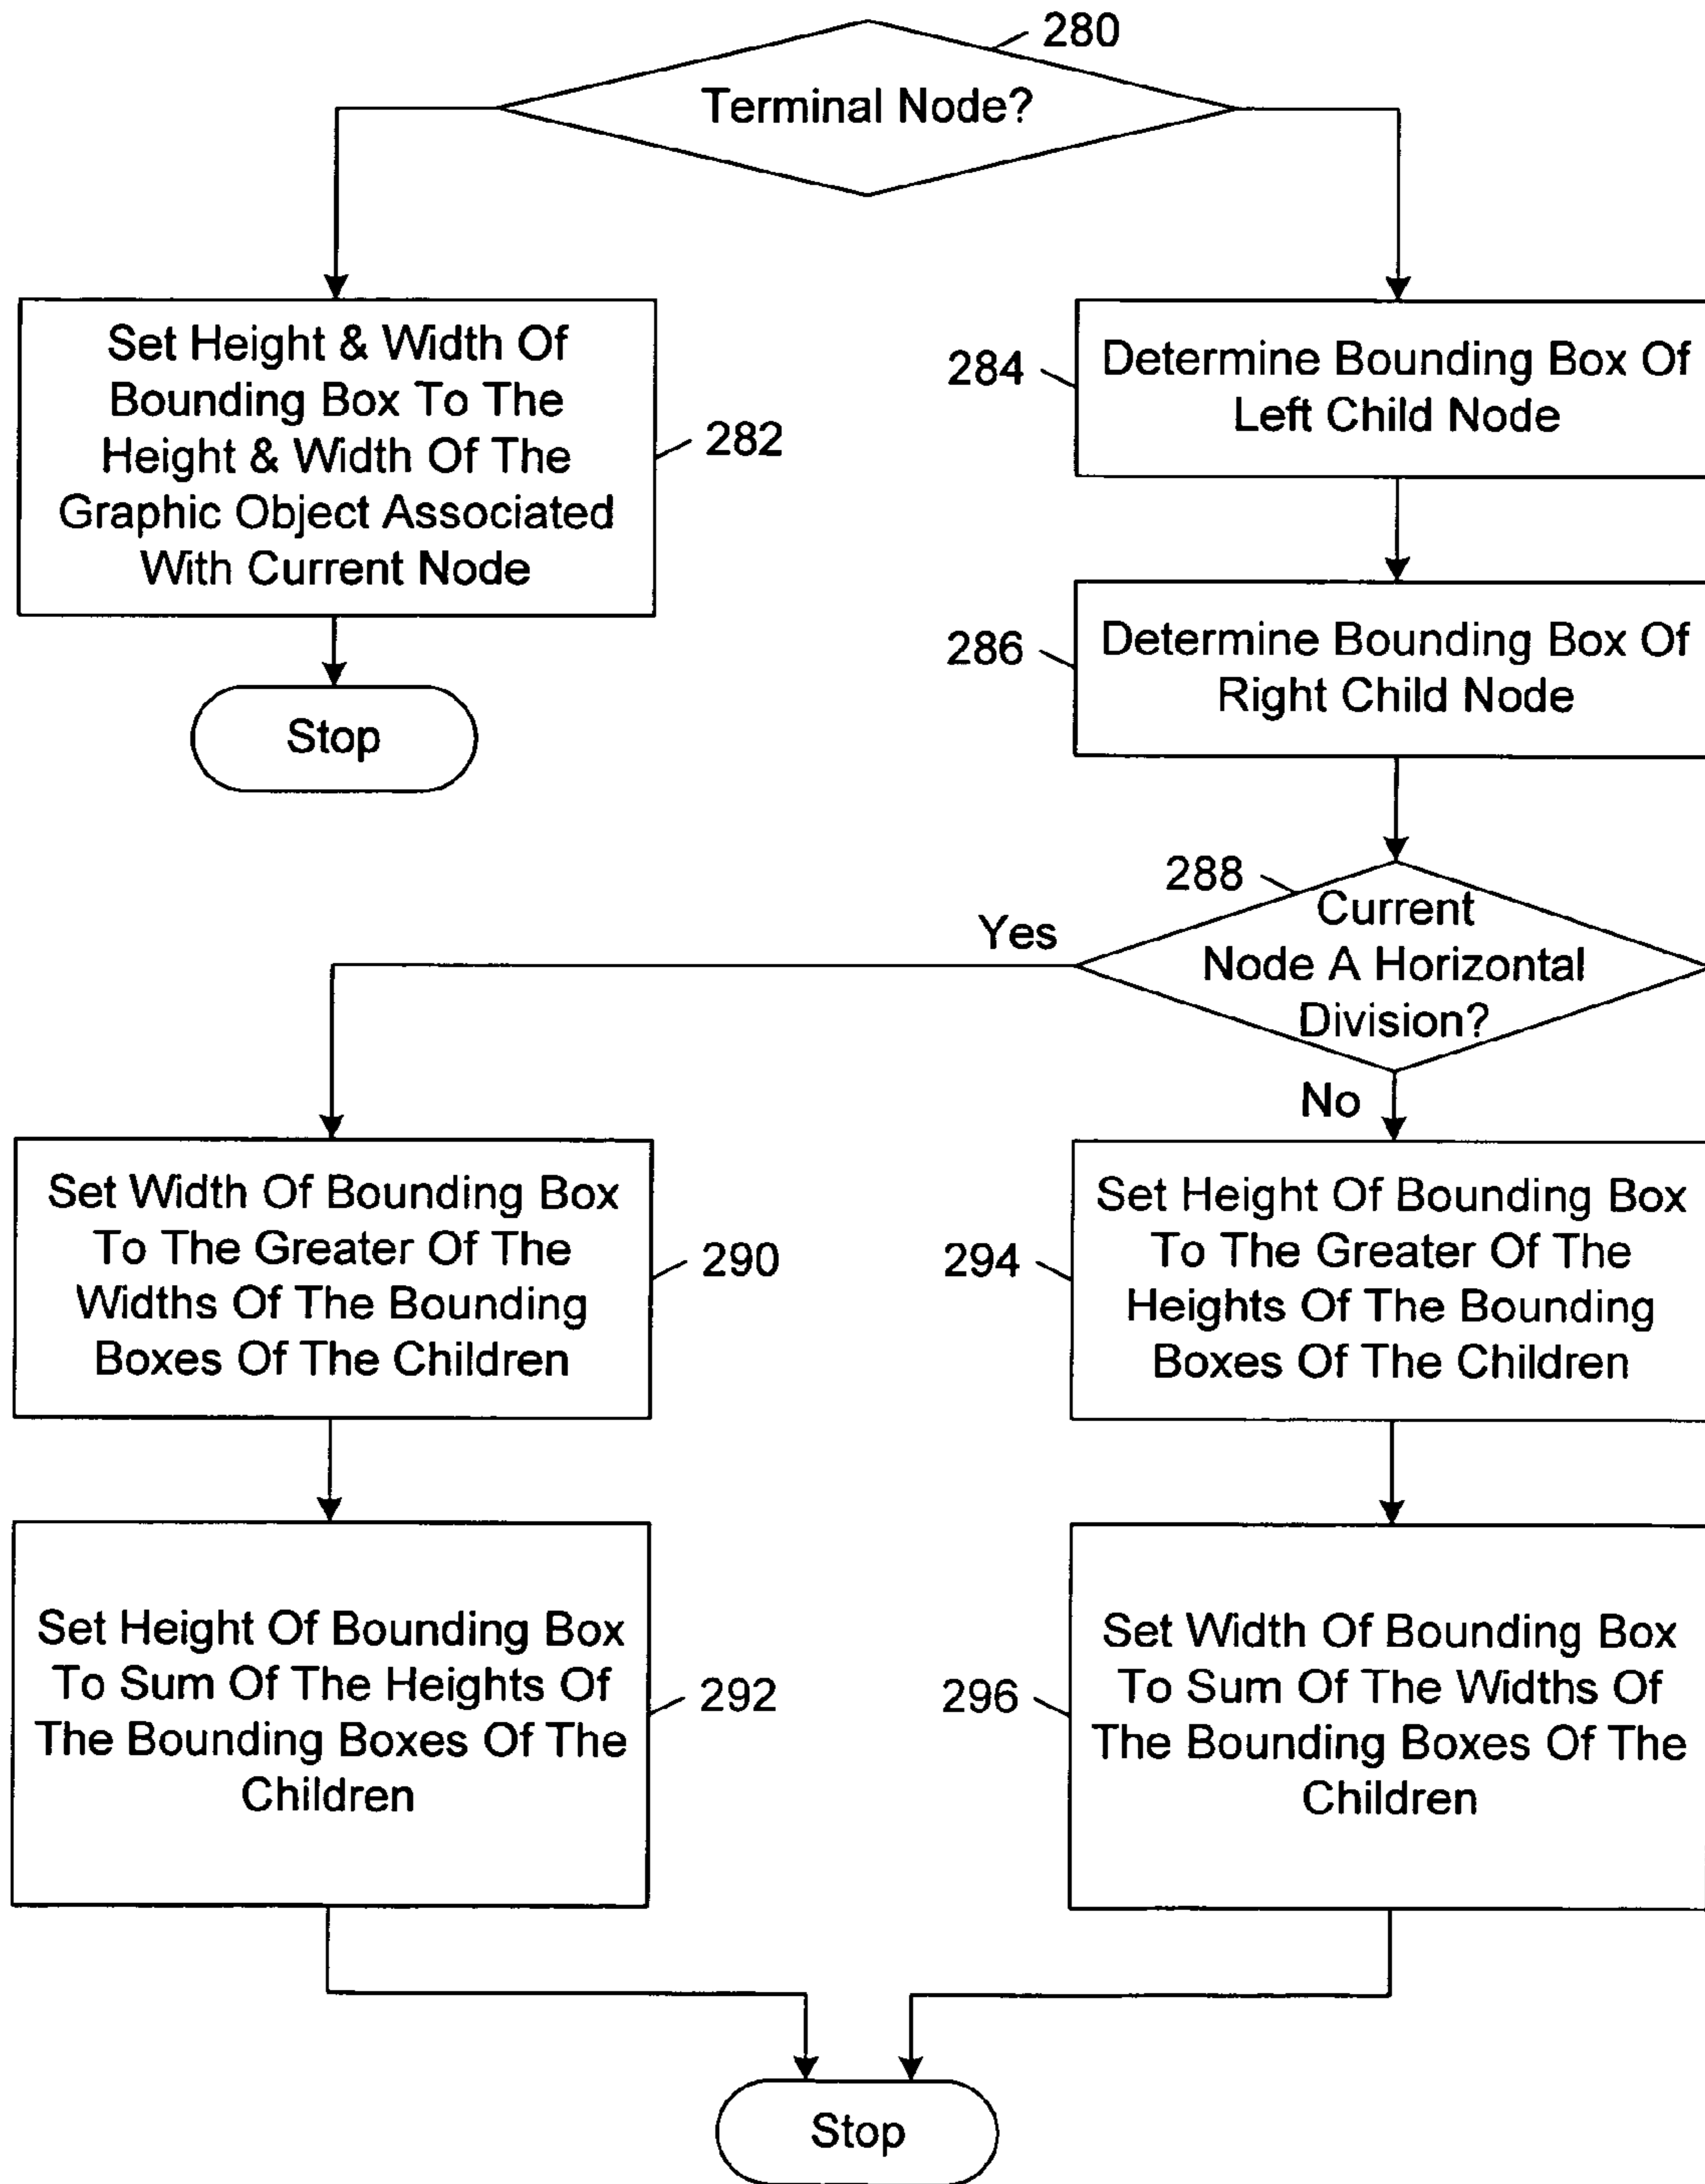 280
Terminal Node?
Set Height & Width Of
Bounding Box To The
Height & Width Of The
Graphic Object Associated
With Current Node
282
Stop
284
Determine Bounding Box Of
Left Child Node
286
Determine Bounding Box Of
Right Child Node
288
Current
Node A Horizontal
Division?
Yes
No
Set Width Of Bounding Box
To The Greater Of The
Widths Of The Bounding
Boxes Of The Children
290
294
Set Height Of Bounding Box
To The Greater Of The
Heights Of The Bounding
Boxes Of The Children
Set Height Of Bounding Box
To Sum Of The Heights Of
The Bounding Boxes Of The
Children
292
296
Set Width Of Bounding Box
To Sum Of The Widths Of
The Bounding Boxes Of The
Children
Stop